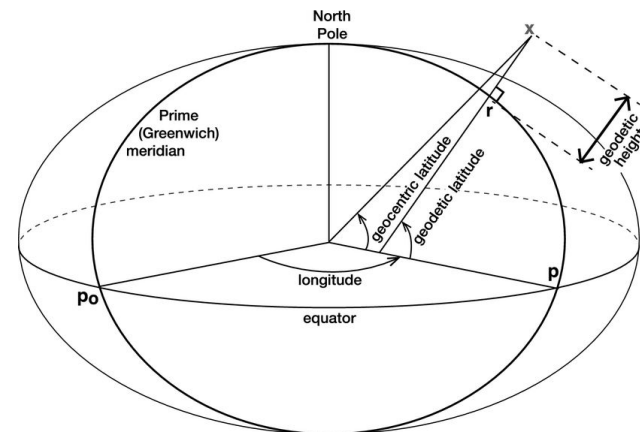 North
Pole
x
Prime
(Greenwich)
meridian
r
geodetic
height
geocentric latitude
geodetic latitude
p
po
longitude
equator